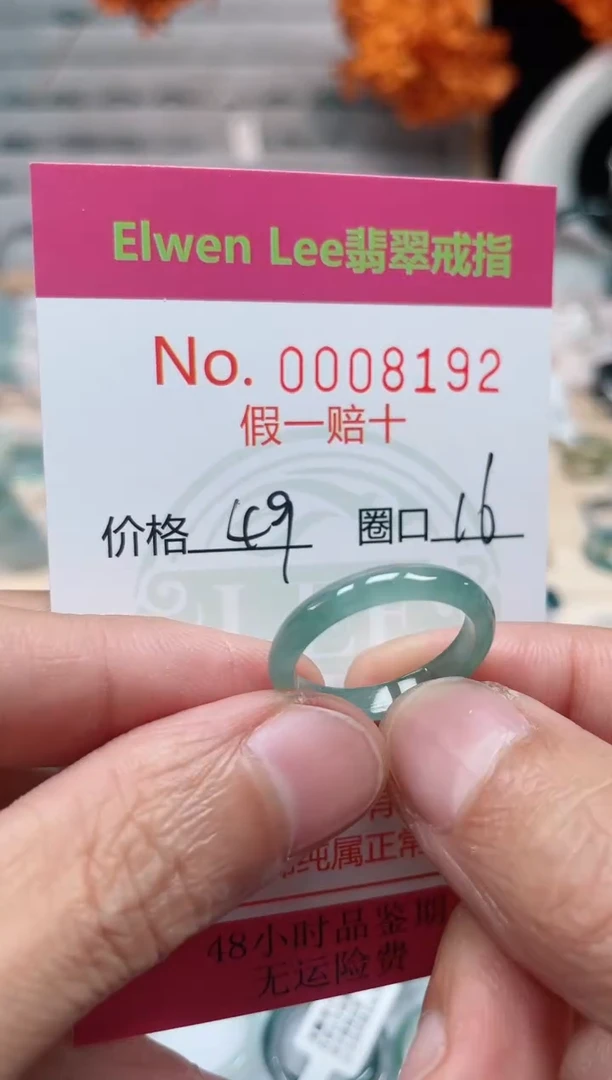 Elwen Lee翡翠戒指
No. 0008192
假一赔十
价格 49 圈口 16
LEE
纯属正常
48小时品鉴期
无运险费